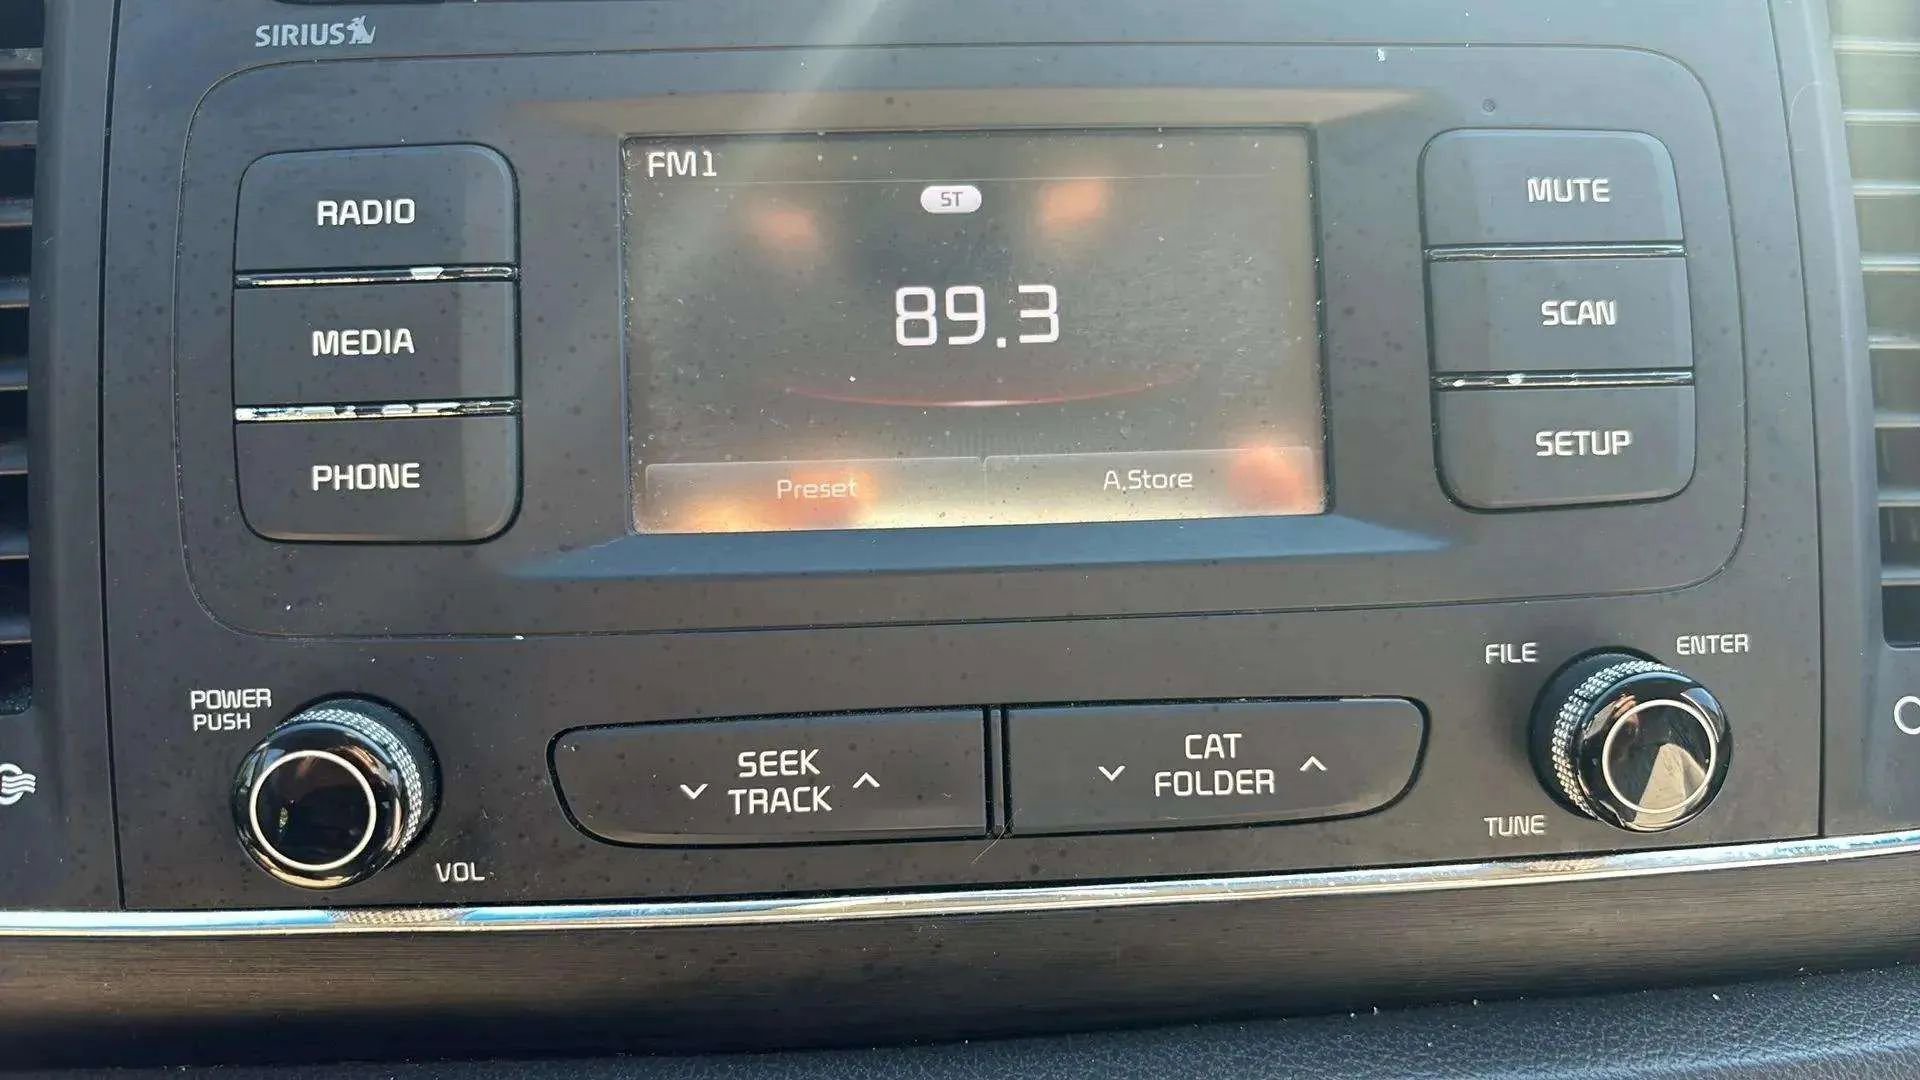 SIRIUS
FM1
ST
RADIO
MUTE
89.3
MEDIA
SCAN
PHONE
SETUP
Preset
A.Store
POWER
PUSH
VOL
SEEK
TRACK
CAT
FOLDER
FILE
ENTER
TUNE